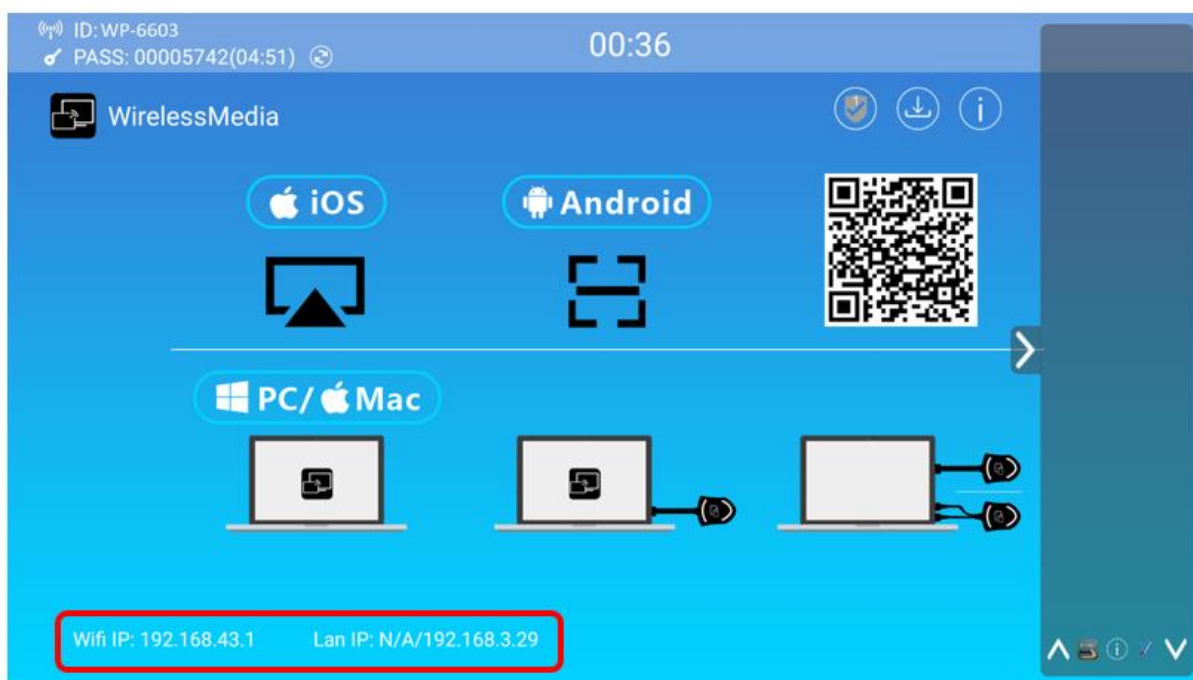 ID: WP-6603
00:36
PASS: 00005742(04:51)
WirelessMedia
iOS
Android
PC/ Mac
Wifi IP: 192.168.43.1 Lan IP: N/A/192.168.3.29